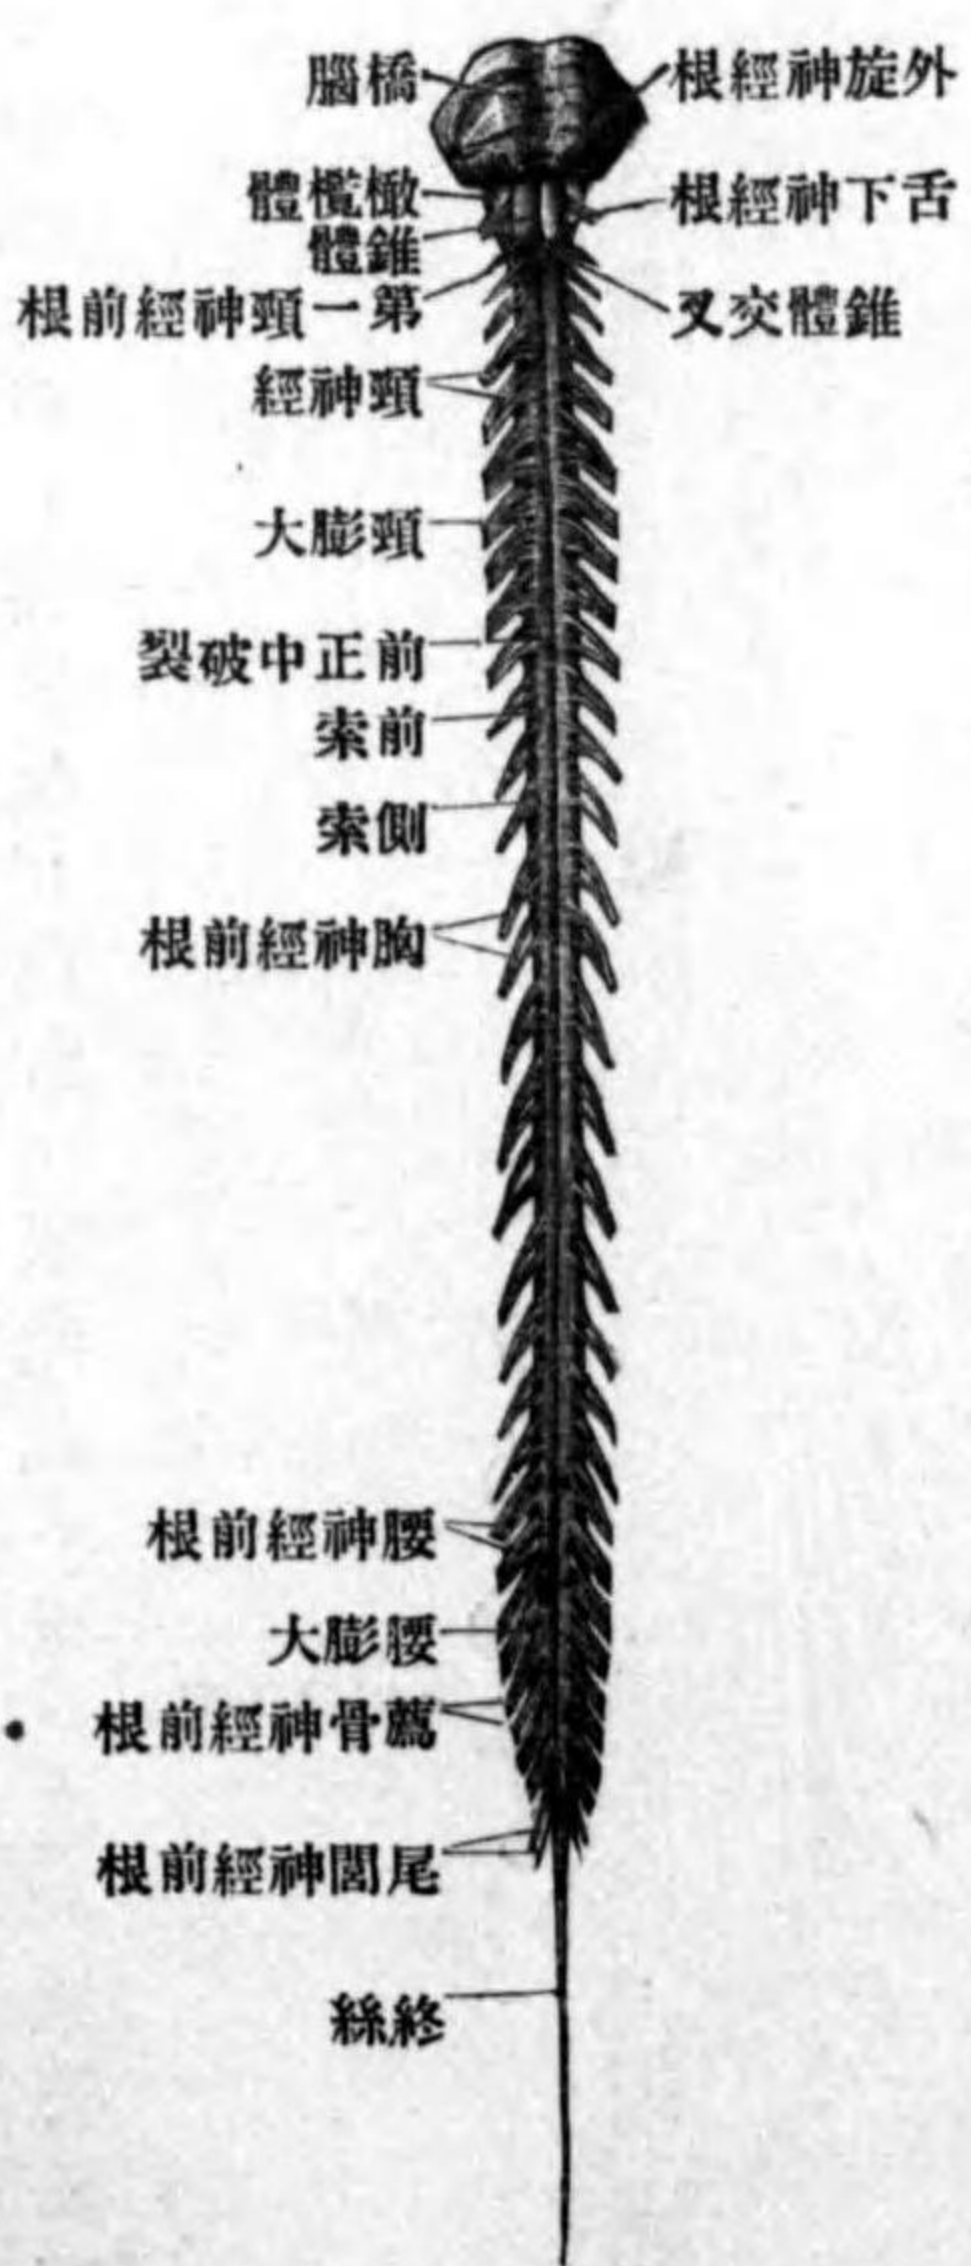 橋腦
橄欖體
錐體
第一頸神經前根
頸神經
頸膨大
前正中破裂
前索
側索
胸神經前根
腰神經前根
腰膨大
薦骨神經前根
尾閭神經前根
終絲
外旋神經根
舌下神經根
錐體交叉